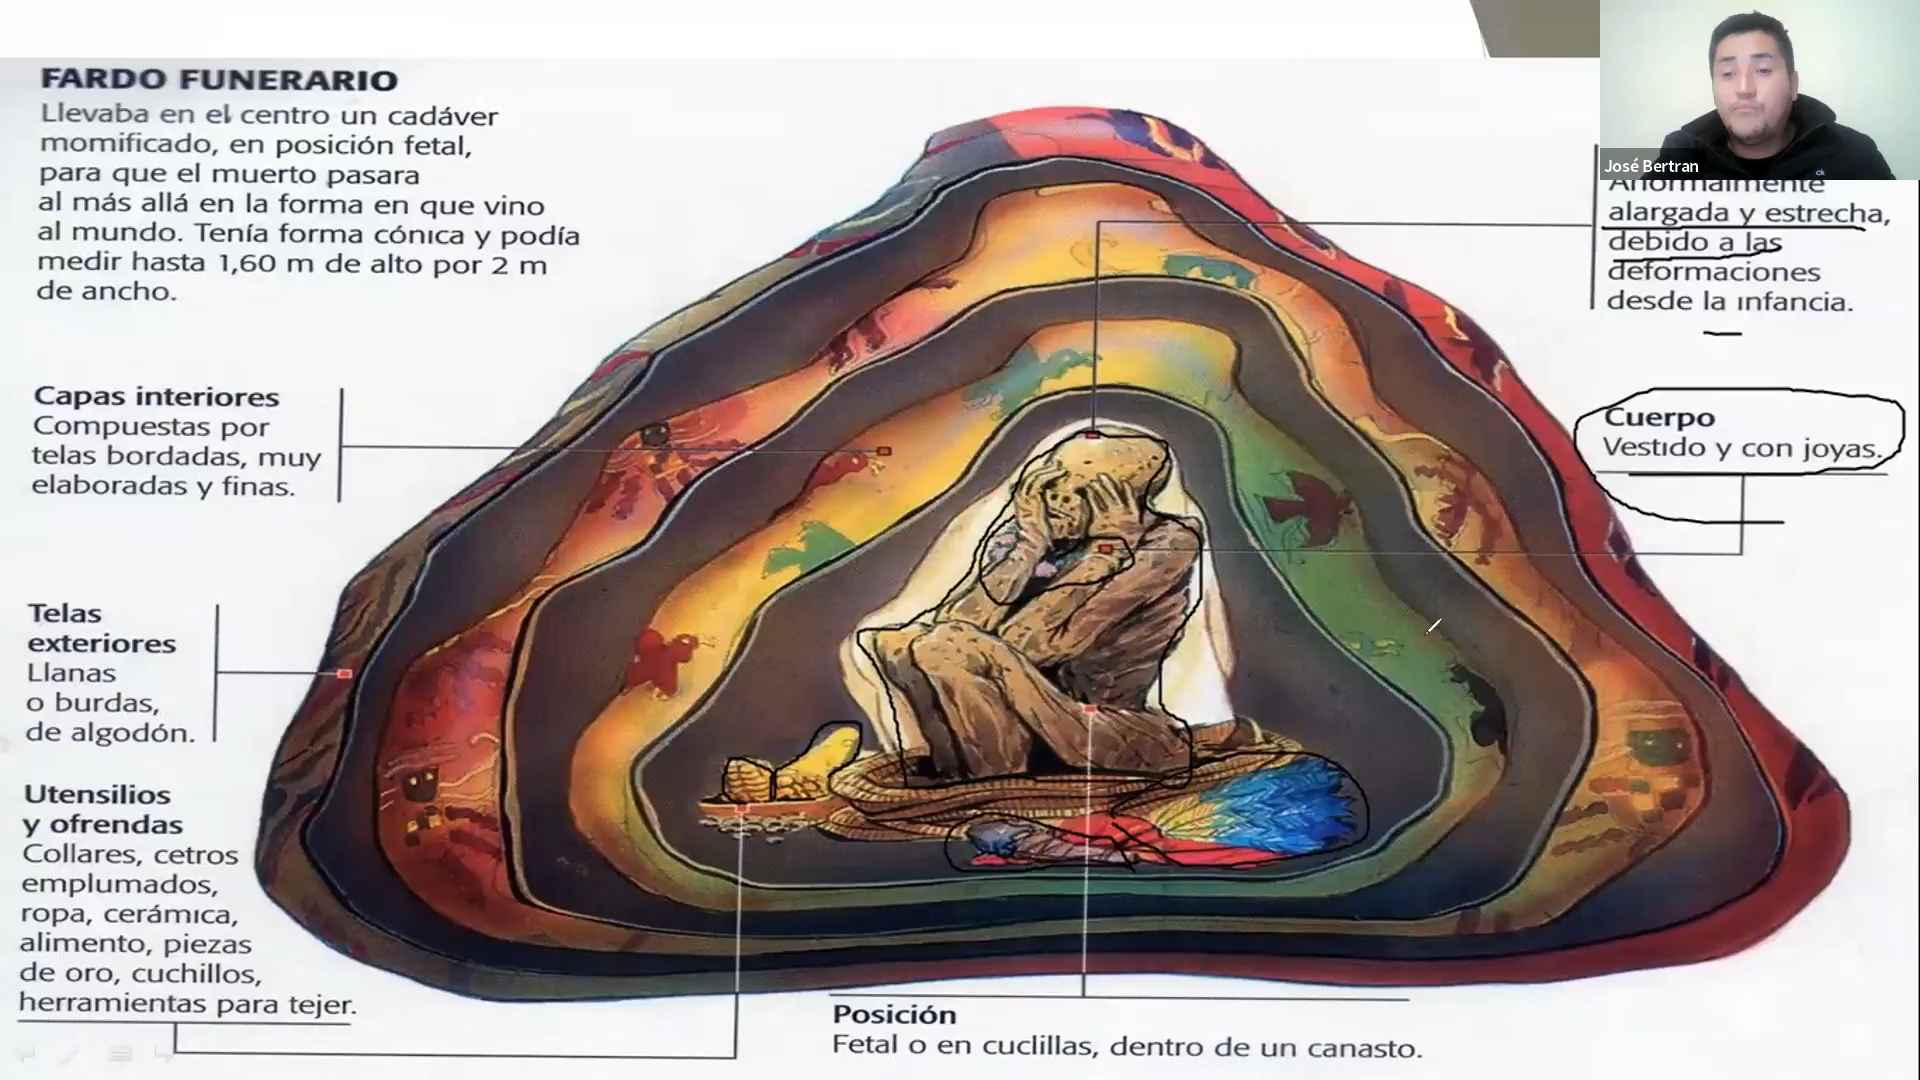 FARDO FUNERARIO
Llevaba en el centro un cadáver
momificado, en posición fetal,
para que el muerto pasara
al más allá en la forma en que vino
al mundo. Tenía forma cónica y podía
medir hasta 1,60 m de alto por 2 m
de ancho.
Capas interiores
Compuestas por
telas bordadas, muy
elaboradas y finas.
Telas
exteriores
Llanas
o burdas,
de algodón.
Utensilios
y ofrendas
Collares, cetros
emplumados,
ropa, cerámica,
alimento, piezas
de oro, cuchillos,
herramientas para tejer.
Posición
Fetal o en cuclillas, dentro de un canasto.
José Bertran
ck
Anormalmente
alargada y estrecha,
debido a las
deformaciones
desde la infancia.
Cuerpo
Vestido y con joyas.